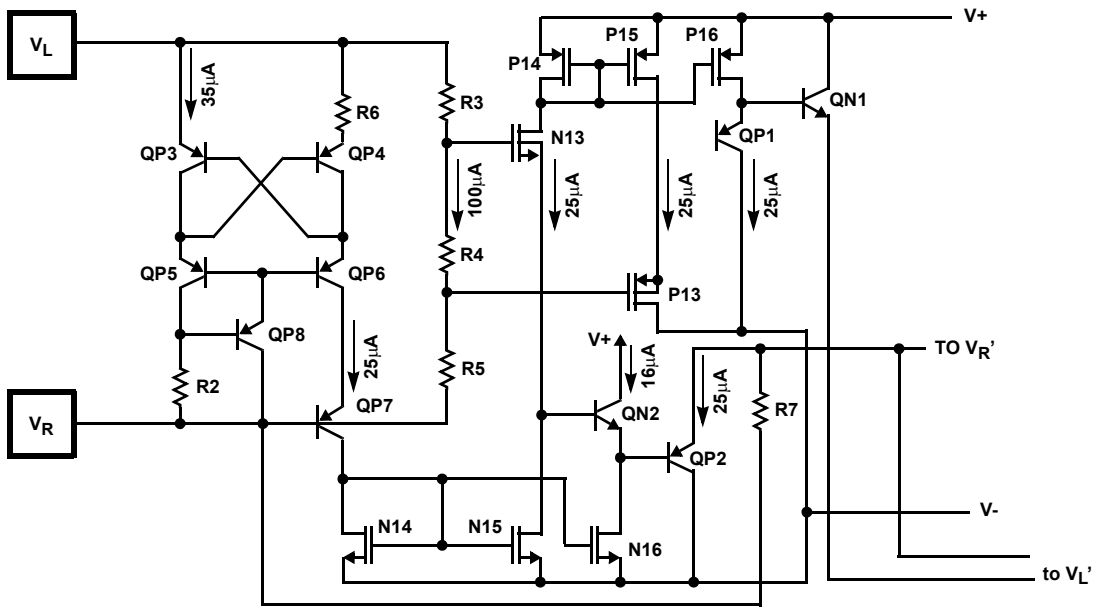 V+
P15
P16
VL
P14
QN1
35µA
R3
R6
N13
QP1
QP3
QP4
100µA
25µA
25µA
25µA
R4
QP5
QP6
P13
QP8
V+
16µA
TO VR'
25µA
R5
25µA
R2
QP7
QN2
R7
VR
QP2
N14
N15
V-
N16
to VL'